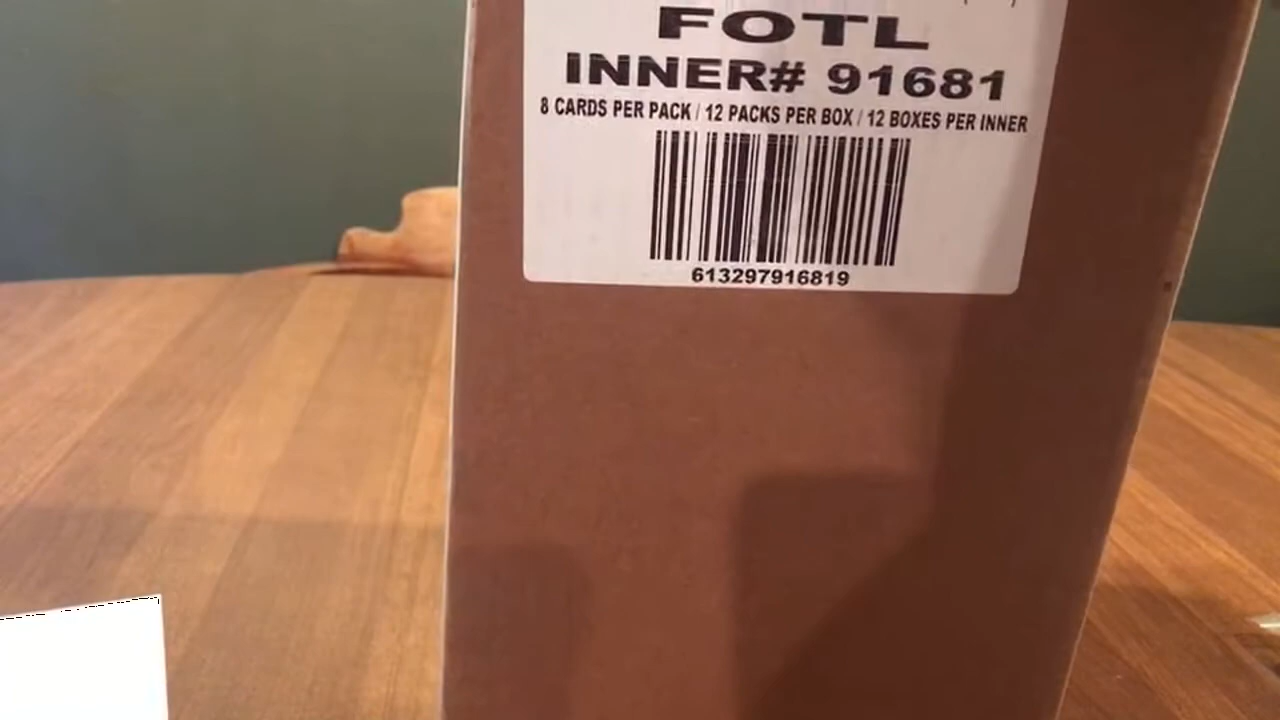 FOTL
INNER# 91681
8 CARDS PER PACK / 12 PACKS PER BOX / 12 BOXES PER INNER
613297916819